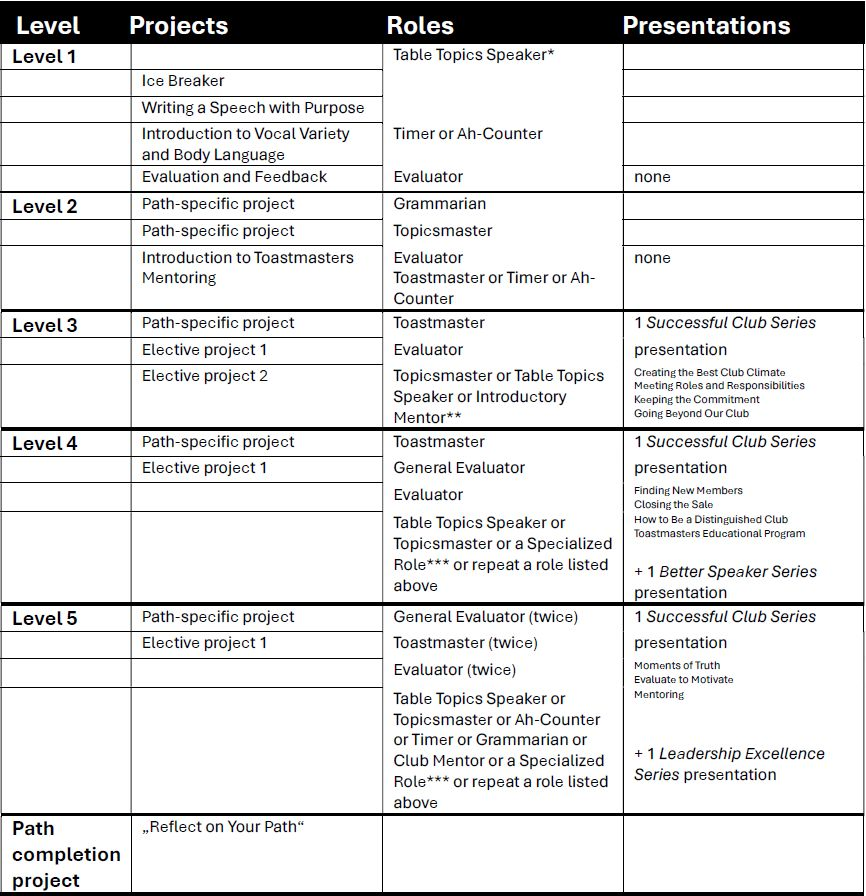 Level Projects Roles Presentations
Level 1 Table Topics Speaker*
Ice Breaker
Writing a Speech with Purpose
Introduction to Vocal Variety Timer or Ah-Counter
and Body Language
Evaluation and Feedback Evaluator none
Level 2 Path-specific project Grammarian
Path-specific project Topicsmaster
Introduction to Toastmasters Evaluator none
Mentoring Toastmaster or Timer or Ah-
Counter
Level 3 Path-specific project Toastmaster 1 Successful Club Series
Elective project 1 Evaluator presentation
Elective project 2 Topicsmaster or Table Topics Creating the Best Club Climate
Speaker or Introductory Meeting Roles and Responsibilities
Mentor** Keeping the Commitment
Going Beyond Our Club
Level 4 Path-specific project Toastmaster 1 Successful Club Series
Elective project 1 General Evaluator presentation
Evaluator Finding New Members
Closing the Sale
Table Topics Speaker or How to Be a Distinguished Club
Topicsmaster or a Specialized Toastmasters Educational Program
Role*** or repeat a role listed + 1 Better Speaker Series
above presentation
Level 5 Path-specific project General Evaluator (twice) 1 Successful Club Series
Elective project 1 Toastmaster (twice) presentation
Evaluator (twice) Moments of Truth
Evaluate to Motivate
Table Topics Speaker or Mentoring
Topicsmaster or Ah-Counter
or Timer or Grammarian or
Club Mentor or a Specialized + 1 Leadership Excellence
Role*** or repeat a role listed Series presentation
above
Path „Reflect on Your Path“
completion
project